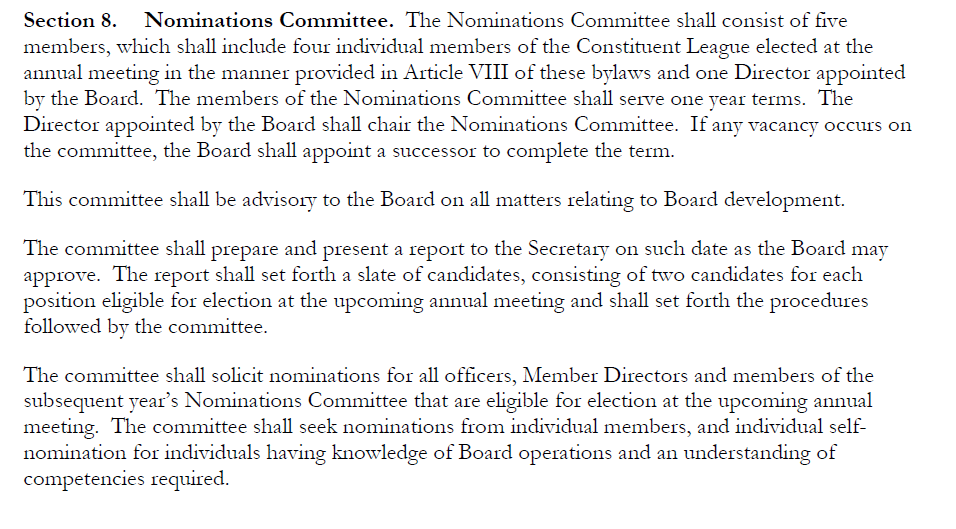 Section 8. Nominations Committee. The Nominations Committee shall consist of five
members, which shall include four individual members of the Constituent League elected at the
annual meeting in the manner provided in Article VIII of these bylaws and one Director appointed
by the Board. The members of the Nominations Committee shall serve one year terms. The
Director appointed by the Board shall chair the Nominations Committee. If any vacancy occurs on
the committee, the Board shall appoint a successor to complete the term.
This committee shall be advisory to the Board on all matters relating to Board development.
The committee shall prepare and present a report to the Secretary on such date as the Board may
approve. The report shall set forth a slate of candidates, consisting of two candidates for each
position eligible for election at the upcoming annual meeting and shall set forth the procedures
followed by the committee.
The committee shall solicit nominations for all officers, Member Directors and members of the
subsequent year’s Nominations Committee that are eligible for election at the upcoming annual
meeting. The committee shall seek nominations from individual members, and individual self-
nomination for individuals having knowledge of Board operations and an understanding of
competencies required.